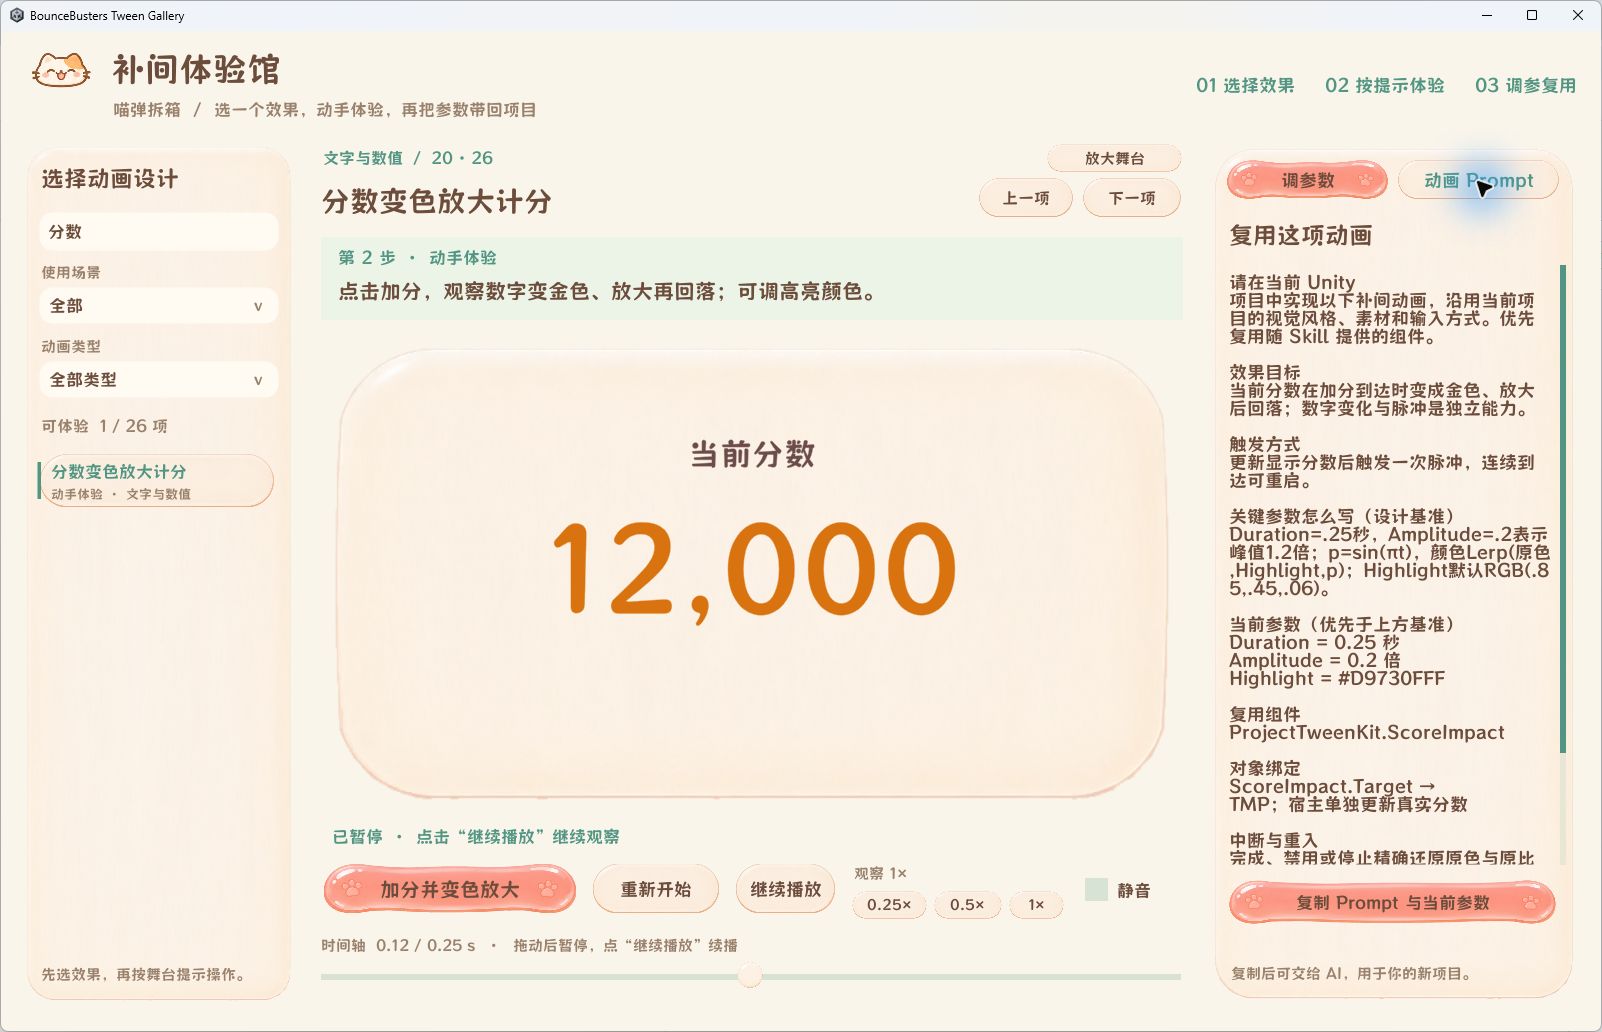 BounceBusters Tween Gallery
补间体验馆
喵弹拆箱 / 选一个效果，动手体验，再把参数带回项目
01 选择效果
02 按提示体验
03 调参复用
选择动画设计
分数
使用场景
全部
v
动画类型
全部类型
v
可体验 1 / 26 项
分数变色放大计分
动手体验 · 文字与数值
先选效果，再按舞台提示操作。
文字与数值 / 20 · 26
放大舞台
分数变色放大计分
上一项
下一项
第 2 步 · 动手体验
点击加分，观察数字变金色、放大再回落；可调高亮颜色。
当前分数
12,000
已暂停 · 点击“继续播放”继续观察
加分并变色放大
重新开始
继续播放
观察 1×
0.25×
0.5×
1×
静音
时间轴 0.12 / 0.25 s · 拖动后暂停，点“继续播放”续播
调参数
动画 Prompt
复用这项动画
请在当前 Unity
项目中实现以下补间动画，沿用当前项
目的视觉风格、素材和输入方式。优先
复用随 Skill 提供的组件。
效果目标
当前分数在加分到达时变成金色、放大
后回落；数字变化与脉冲是独立能力。
触发方式
更新显示分数后触发一次脉冲，连续到
达可重启。
关键参数怎么写（设计基准）
Duration=.25秒，Amplitude=.2表示
峰值1.2倍；p=sin(πt)，颜色Lerp(原色
,Highlight,p)；Highlight默认RGB(.8
5,.45,.06)。
当前参数（优先于上方基准）
Duration = 0.25 秒
Amplitude = 0.2 倍
Highlight = #D9730FFF
复用组件
ProjectTweenKit.ScoreImpact
对象绑定
ScoreImpact.Target →
TMP；宿主单独更新真实分数
中断与重入
完成、禁用或停止精确还原原色与原比
复制 Prompt 与当前参数
复制后可交给 AI，用于你的新项目。